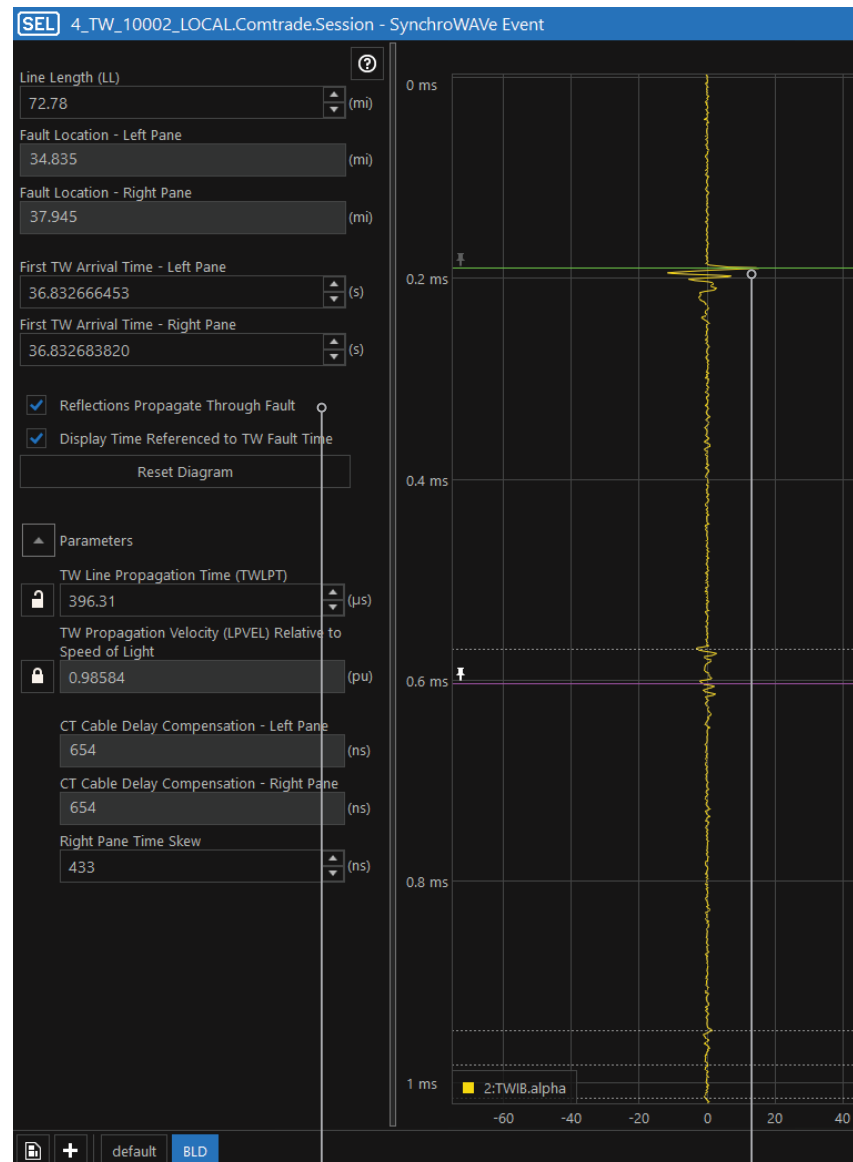 SEL 4_TW_10002_LOCAL.Comtrade.Session - SynchroWAVe Event
Line Length (LL)
72.78 (mi)
Fault Location - Left Pane
34.835 (mi)
Fault Location - Right Pane
37.945 (mi)
First TW Arrival Time - Left Pane
36.832666453 (s)
First TW Arrival Time - Right Pane
36.832683820 (s)
Reflections Propagate Through Fault
Display Time Referenced to TW Fault Time
Reset Diagram
Parameters
TW Line Propagation Time (TWLPT)
396.31 (µs)
TW Propagation Velocity (LPVEL) Relative to
Speed of Light
0.98584 (pu)
CT Cable Delay Compensation - Left Pane
654 (ns)
CT Cable Delay Compensation - Right Pane
654 (ns)
Right Pane Time Skew
433 (ns)
default BLD
0 ms
0.2 ms
0.4 ms
0.6 ms
0.8 ms
1 ms
2:TWIB.alpha
-60 -40 -20 0 20 40